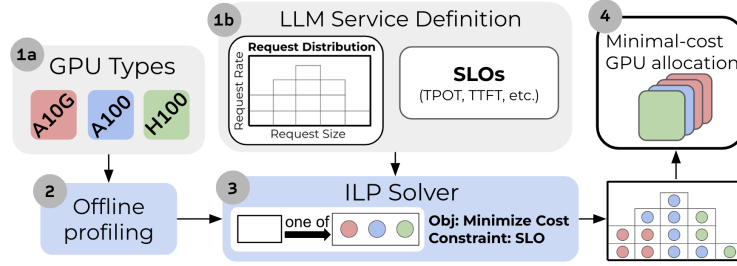 1a
GPU Types
A10G
A100
H100
1b
LLM Service Definition
Request Distribution
Request Rate
Request Size
SLOs
(TPOT, TTFT, etc.)
2
Offline
profiling
3
ILP Solver
one of
Obj: Minimize Cost
Constraint: SLO
4
Minimal-cost
GPU allocation